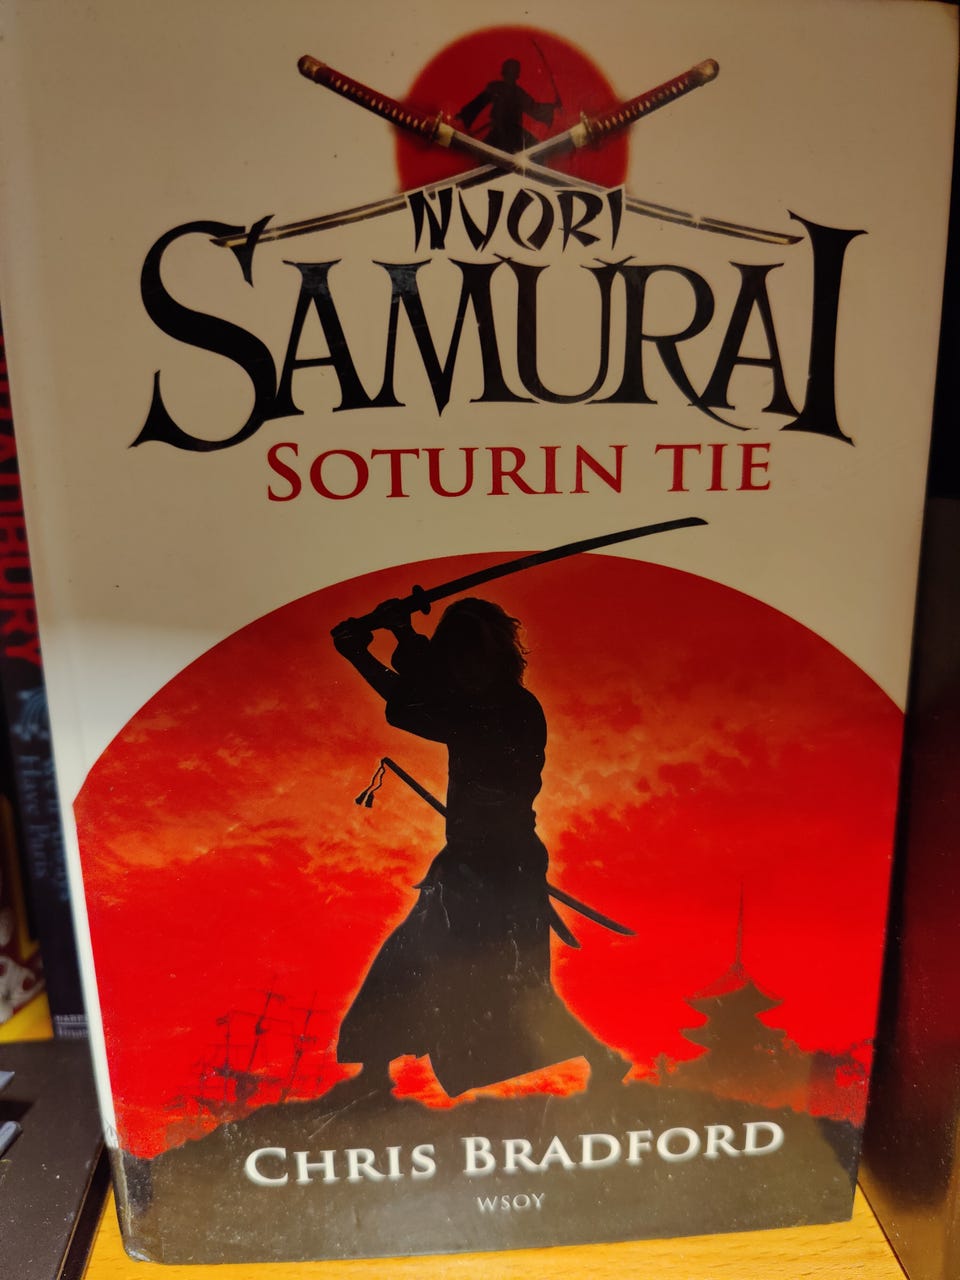 NUORI
SAMURAI
SOTURIN TIE
CHRIS BRADFORD
WSOY